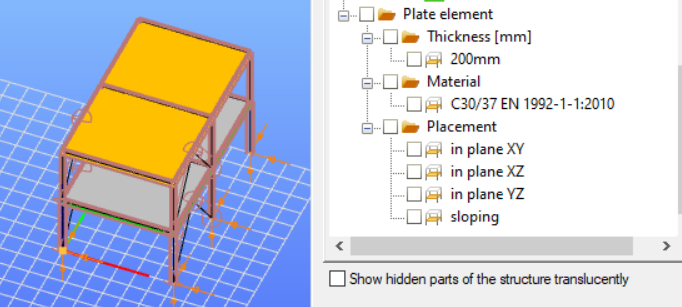 Plate element
Thickness [mm]
200mm
Material
C30/37 EN 1992-1-1:2010
Placement
in plane XY
in plane XZ
in plane YZ
sloping
Show hidden parts of the structure translucently